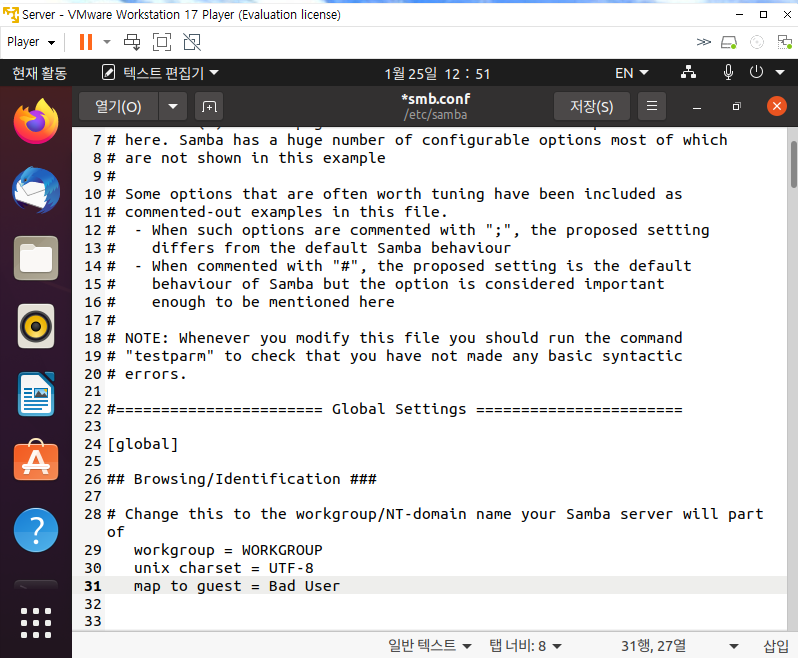 Server - VMware Workstation 17 Player (Evaluation license)
Player
현재 활동
텍스트 편집기
1월 25일 12 : 51
EN
열기(O)
*smb.conf
/etc/samba
저장(S)
7 # here. Samba has a huge number of configurable options most of which
8 # are not shown in this example
9 #
10 # Some options that are often worth tuning have been included as
11 # commented-out examples in this file.
12 #  - When such options are commented with ";", the proposed setting
13 #    differs from the default Samba behaviour
14 #  - When commented with "#", the proposed setting is the default
15 #    behaviour of Samba but the option is considered important
16 #    enough to be mentioned here
17 #
18 # NOTE: Whenever you modify this file you should run the command
19 # "testparm" to check that you have not made any basic syntactic
20 # errors.
21
22 #======================= Global Settings =======================
23
24 [global]
25
26 ## Browsing/Identification ###
27
28 # Change this to the workgroup/NT-domain name your Samba server will part
of
29    workgroup = WORKGROUP
30    unix charset = UTF-8
31    map to guest = Bad User
32
33
일반 텍스트
탭 너비: 8
31행, 27열
삽입